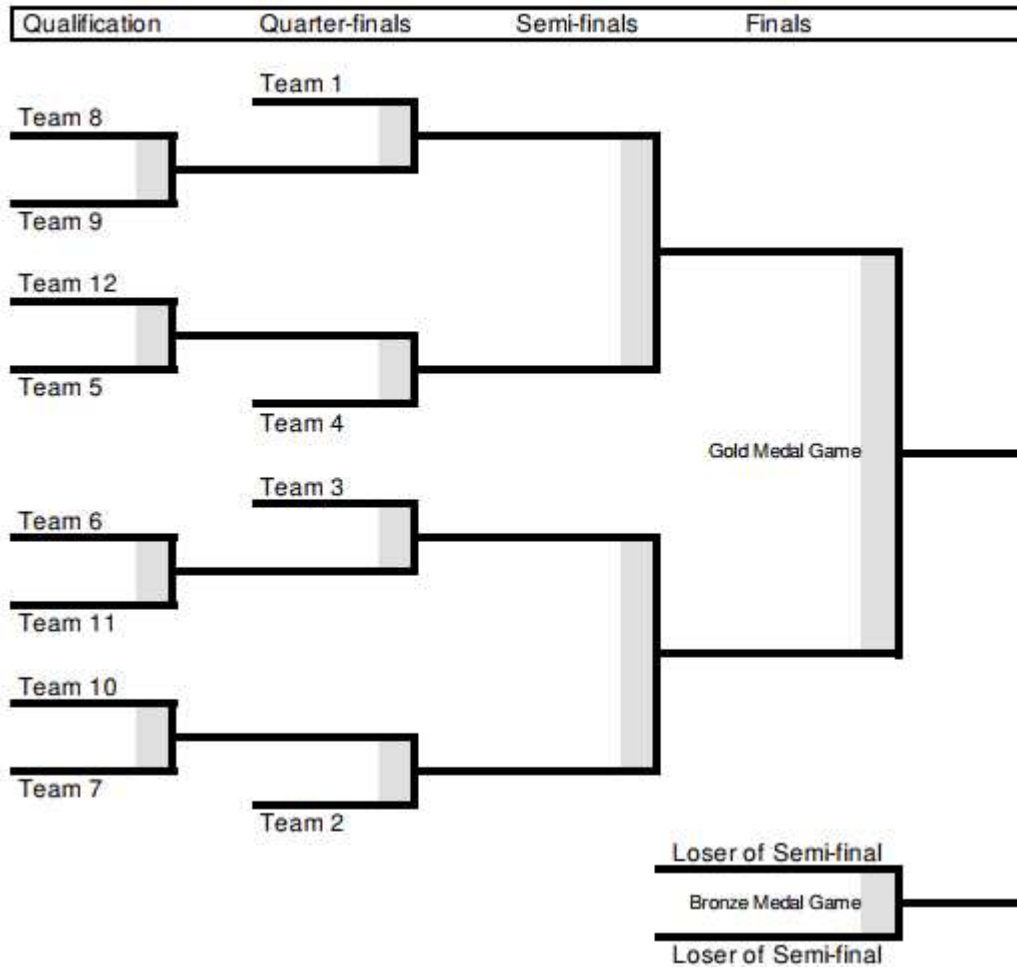 Qualification Quarter-finals Semi-finals Finals
Team 1
Team 8
Team 9
Team 12
Team 5
Team 4
Gold Medal Game
Team 3
Team 6
Team 11
Team 10
Team 7
Team 2
Loser of Semi-final
Bronze Medal Game
Loser of Semi-final